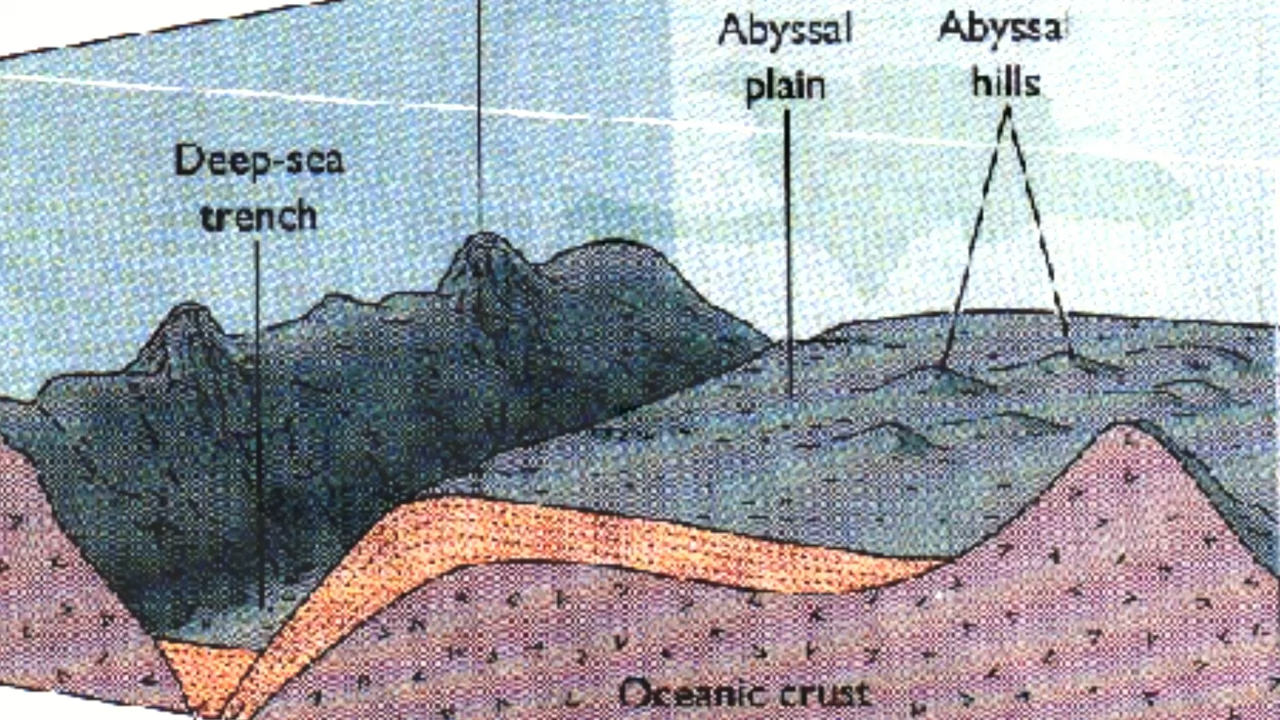 Abyssal
plain
Abyssal
hills
Deep-sea
trench
Oceanic crust